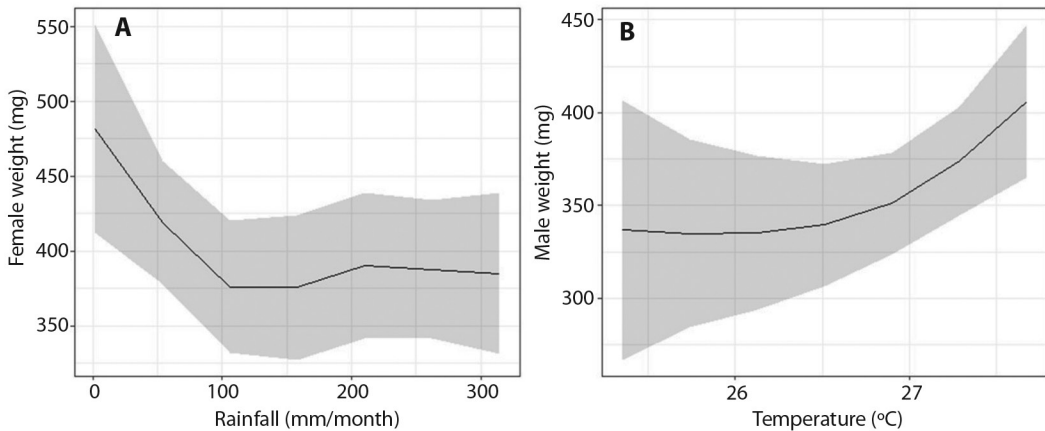 A
Female weight (mg)
550
500
450
400
350
0 100 200 300
Rainfall (mm/month)
B
Male weight (mg)
450
400
350
300
26 27
Temperature (ºC)